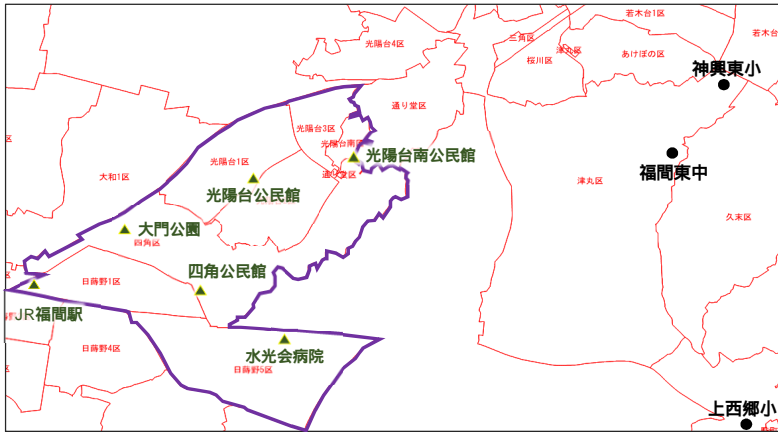 若木台1区
光陽台4区
三角区
津丸区
桜川区
あけぼの区
若木台
神興東小
通り堂区
光陽台3区
光陽台南区
光陽台1区
光陽台南公民館
大和1区
通り堂区
津丸区
福間東中
光陽台公民館
久末区
大門公園
四角区
四角公民館
日蒔野1区
JR福間駅
日蒔野4区
水光会病院
日蒔野5区
上西郷小